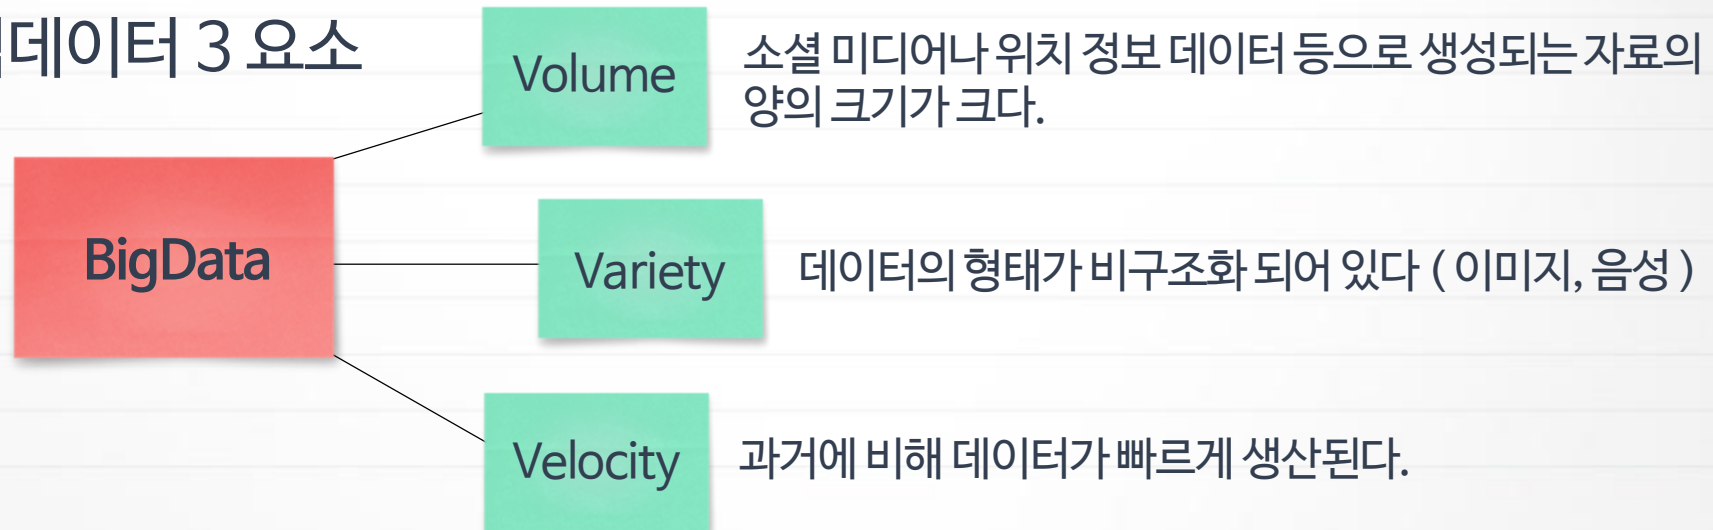 데이터 3 요소
Volume
소셜 미디어나 위치 정보 데이터 등으로 생성되는 자료의
양의 크기가 크다.
BigData
Variety
데이터의 형태가 비구조화 되어 있다 ( 이미지, 음성 )
Velocity
과거에 비해 데이터가 빠르게 생산된다.